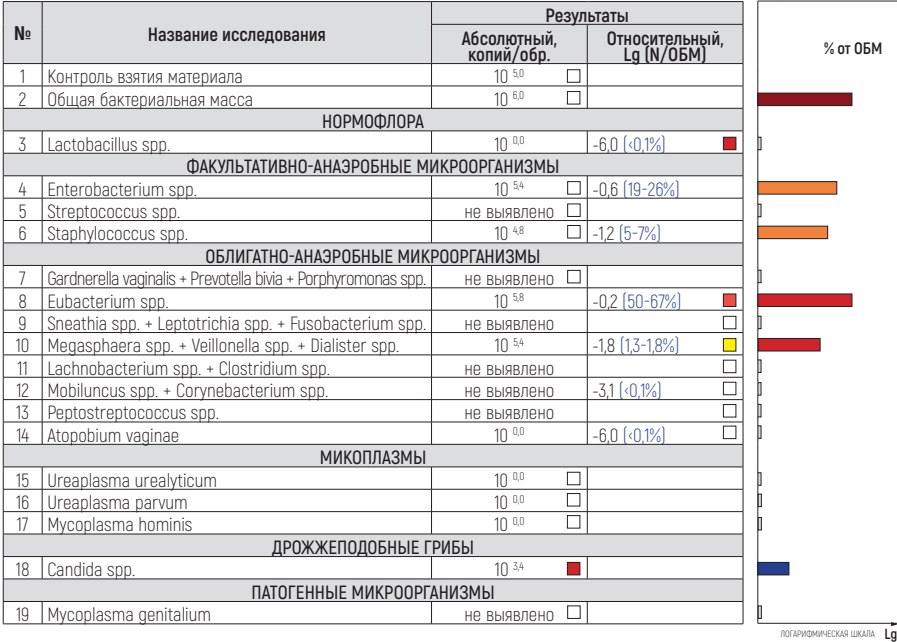 № Название исследования Результаты
Абсолютный, копий/обр. Относительный, Lg (N/ОБМ)
% от ОБМ
1 Контроль взятия материала 10 5,0
2 Общая бактериальная масса 10 6,0
НОРМОФЛОРА
3 Lactobacillus spp. 10 0,0 -6,0 (<0,1%)
ФАКУЛЬТАТИВНО-АНАЭРОБНЫЕ МИКРООРГАНИЗМЫ
4 Enterobacterium spp. 10 5,4 -0,6 (19-26%)
5 Streptococcus spp. не выявлено
6 Staphylococcus spp. 10 4,8 -1,2 (5-7%)
ОБЛИГАТНО-АНАЭРОБНЫЕ МИКРООРГАНИЗМЫ
7 Gardnerella vaginalis + Prevotella bivia + Porphyromonas spp. не выявлено
8 Eubacterium spp. 10 5,8 -0,2 (50-67%)
9 Sneathia spp. + Leptotrichia spp. + Fusobacterium spp. не выявлено
10 Megasphaera spp. + Veillonella spp. + Dialister spp. 10 5,4 -1,8 (1,3-1,8%)
11 Lachnobacterium spp. + Clostridium spp. не выявлено
12 Mobiluncus spp. + Corynebacterium spp. не выявлено -3,1 (<0,1%)
13 Peptostreptococcus spp. не выявлено
14 Atopobium vaginae 10 0,0 -6,0 (<0,1%)
МИКОПЛАЗМЫ
15 Ureaplasma urealyticum 10 0,0
16 Ureaplasma parvum 10 0,0
17 Mycoplasma hominis 10 0,0
ДРОЖЖЕПОДОБНЫЕ ГРИБЫ
18 Candida spp. 10 3,4
ПАТОГЕННЫЕ МИКРООРГАНИЗМЫ
19 Mycoplasma genitalium не выявлено
ЛОГАРИФМИЧЕСКАЯ ШКАЛА Lg